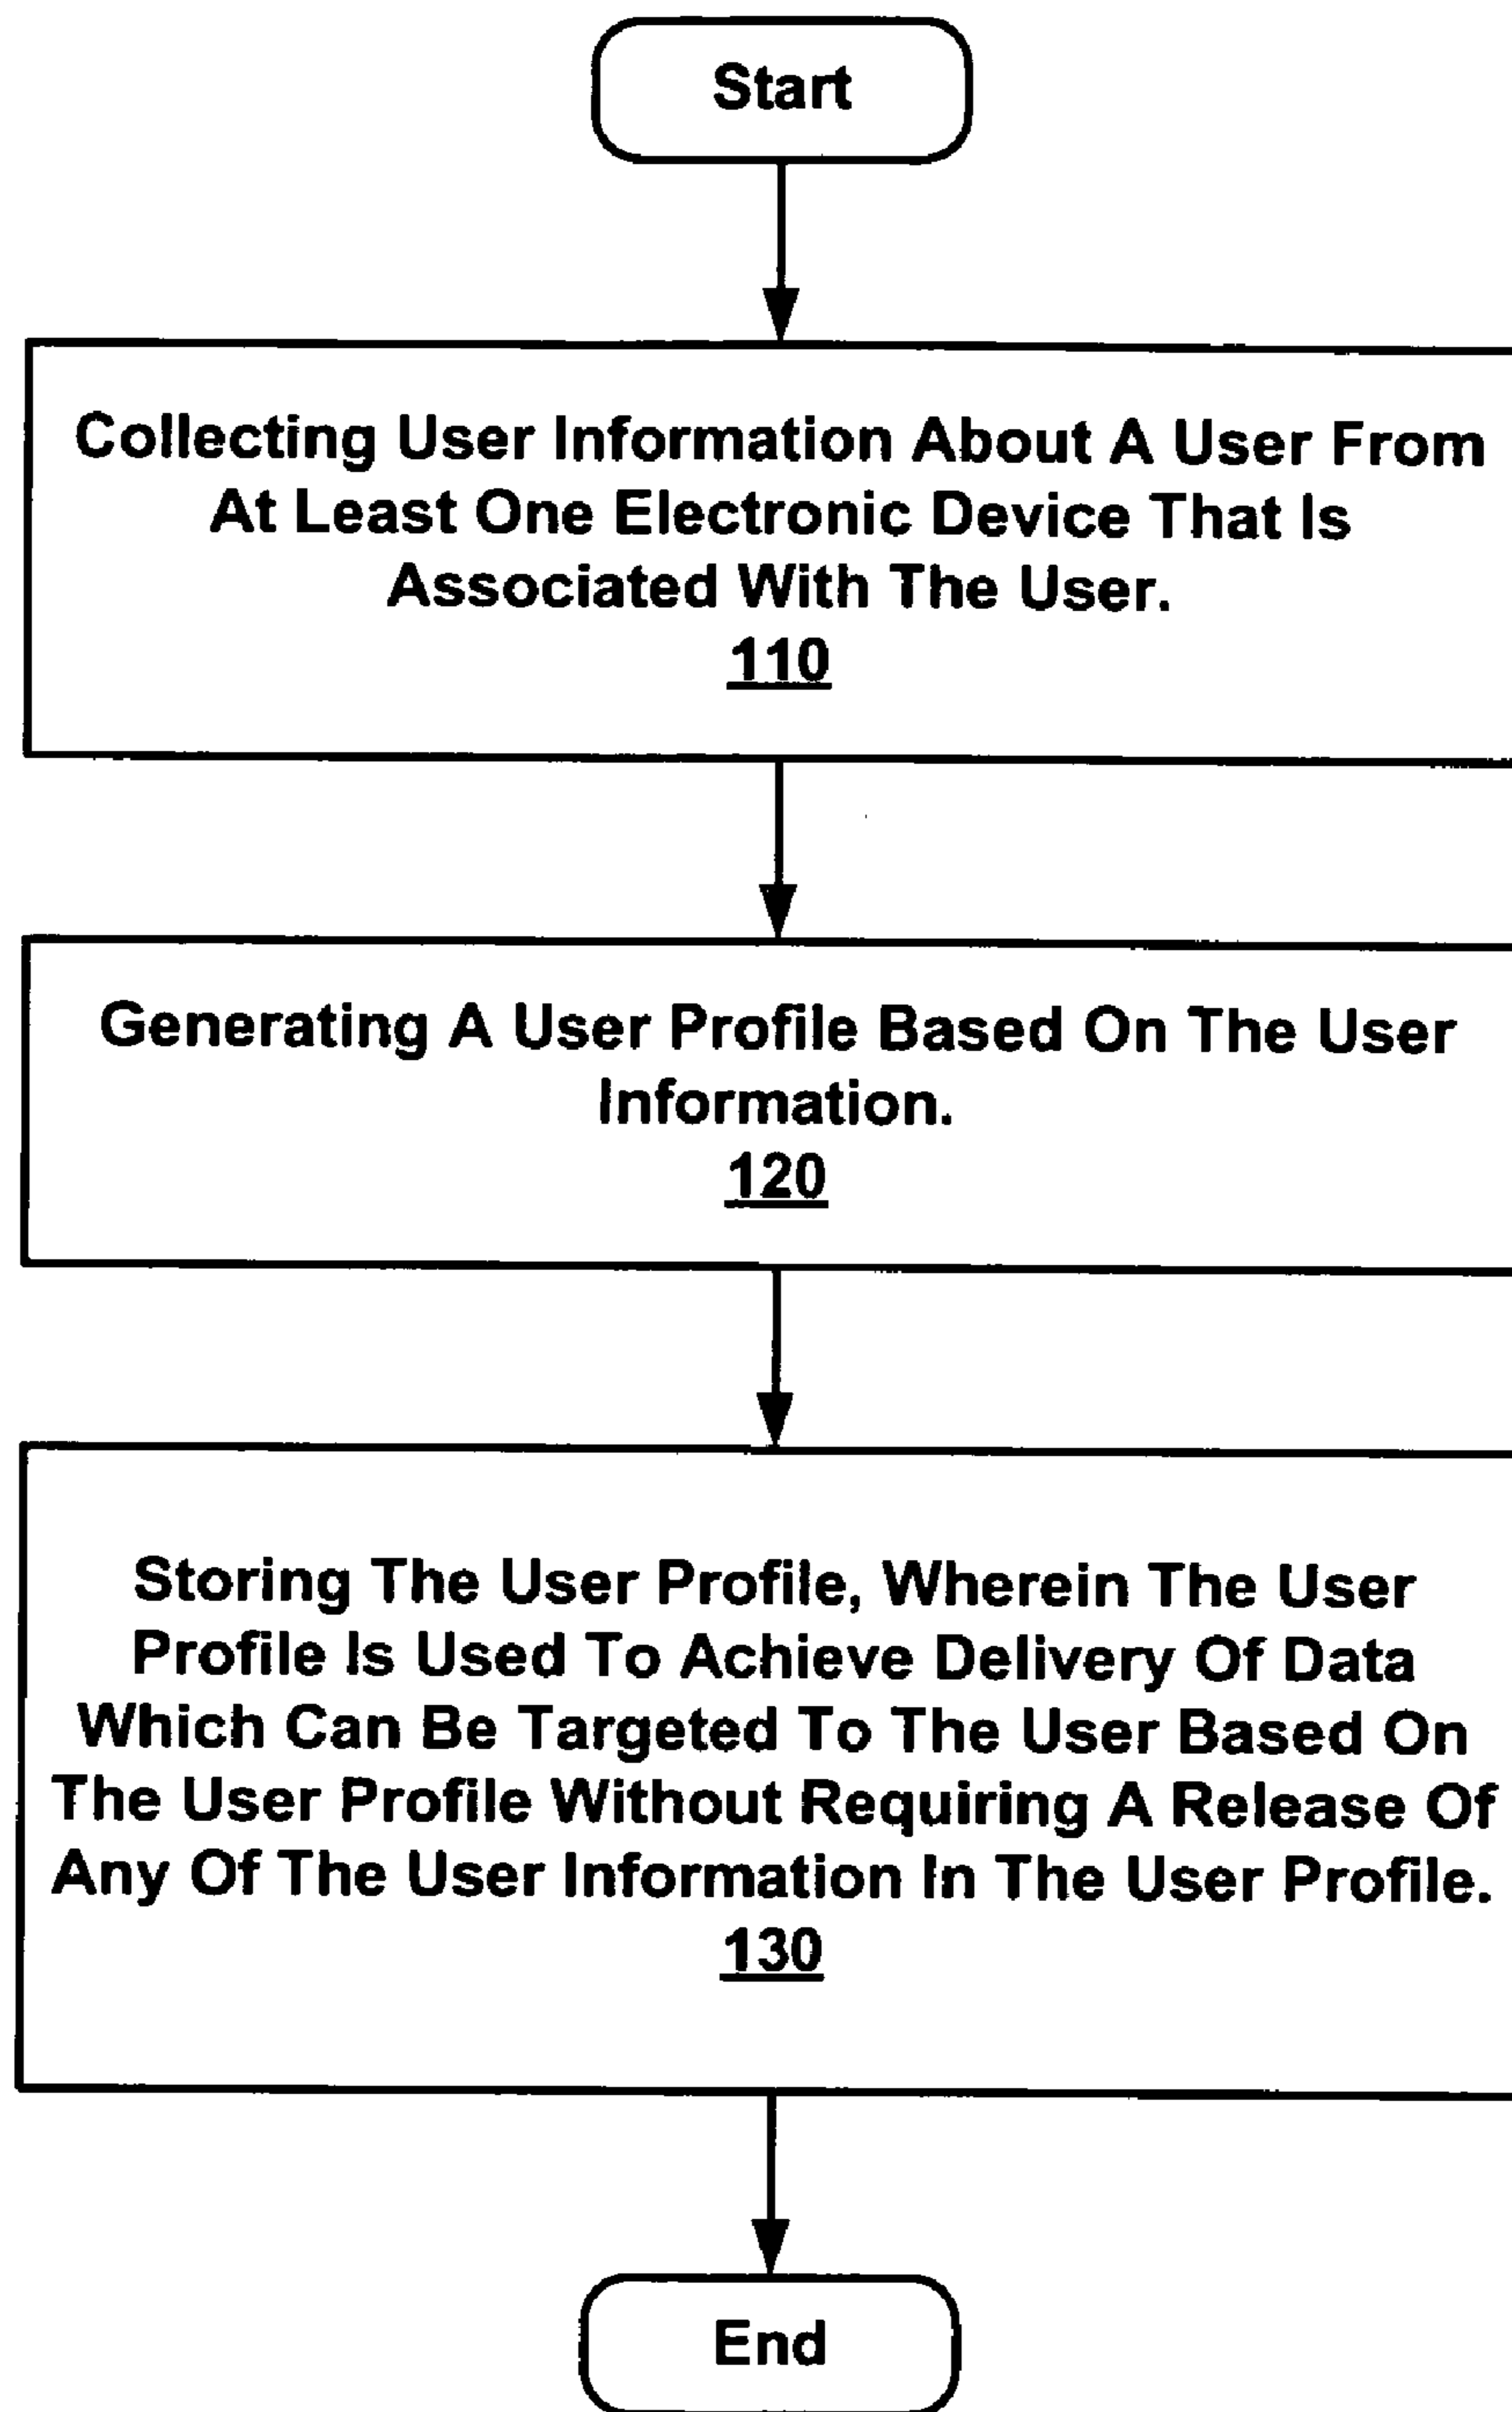 Start
Collecting User Information About A User From
At Least One Electronic Device That Is
Associated With The User.
110
Generating A User Profile Based On The User
Information.
120
Storing The User Profile, Wherein The User
Profile Is Used To Achieve Delivery Of Data
Which Can Be Targeted To The User Based On
The User Profile Without Requiring A Release Of
Any Of The User Information In The User Profile.
130
End